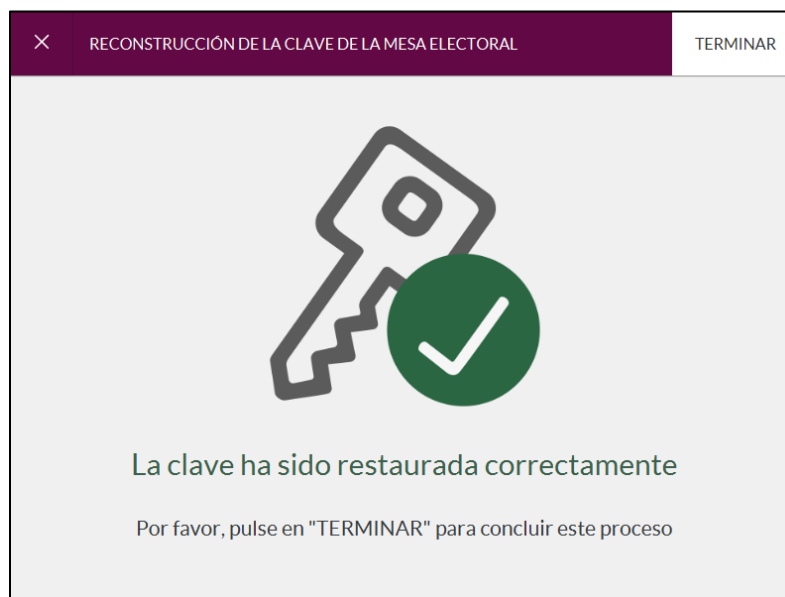 RECONSTRUCCIÓN DE LA CLAVE DE LA MESA ELECTORAL
TERMINAR
La clave ha sido restaurada correctamente
Por favor, pulse en "TERMINAR" para concluir este proceso